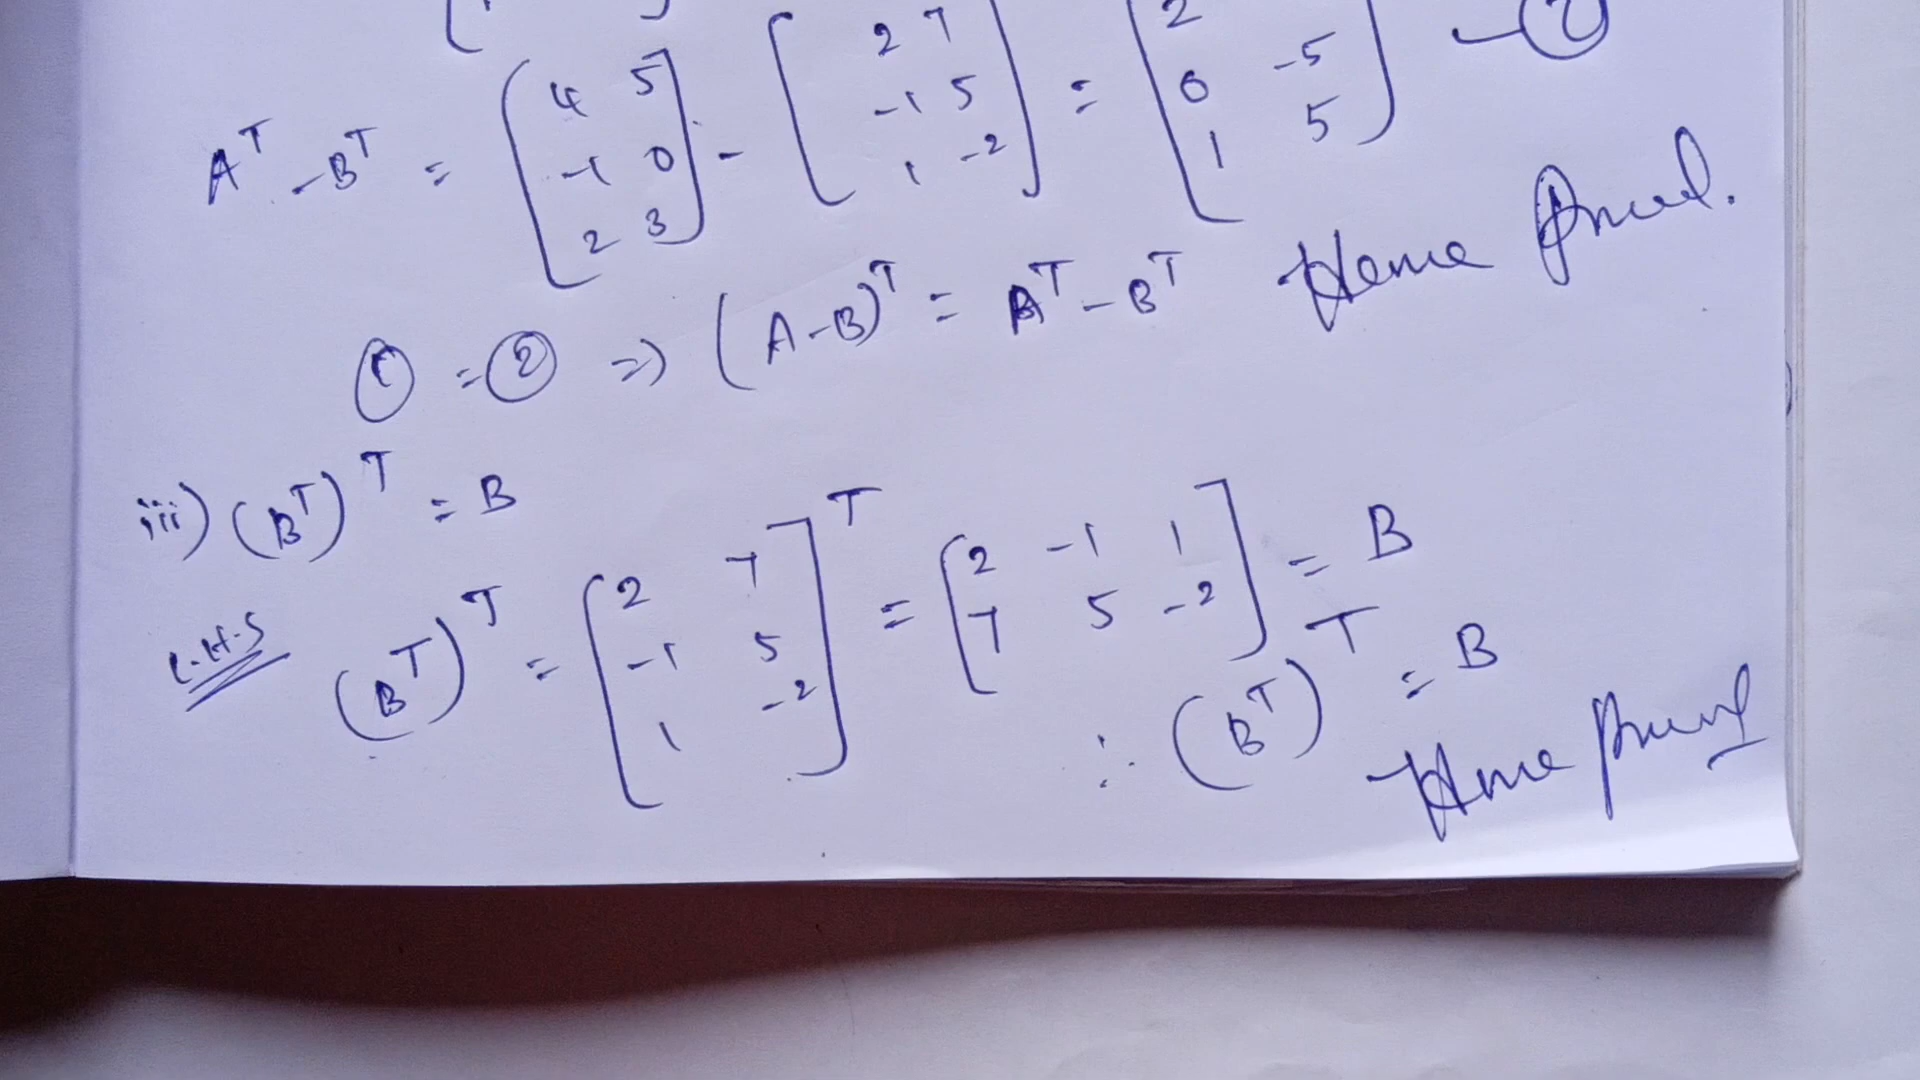 A^T - B^T = [4 5; -1 0; 2 3] - [2 7; -1 5; 1 -2] = [2; 0 -5; 1 5] — ②
① = ② ⇒ (A-B)^T = A^T - B^T Hence Proved.
iii) (B^T)^T = B
L.H.S (B^T)^T = [2 7; -1 5; 1 -2]^T = [2 -1 1; 7 5 -2] = B
∴ (B^T)^T = B
Hence proved